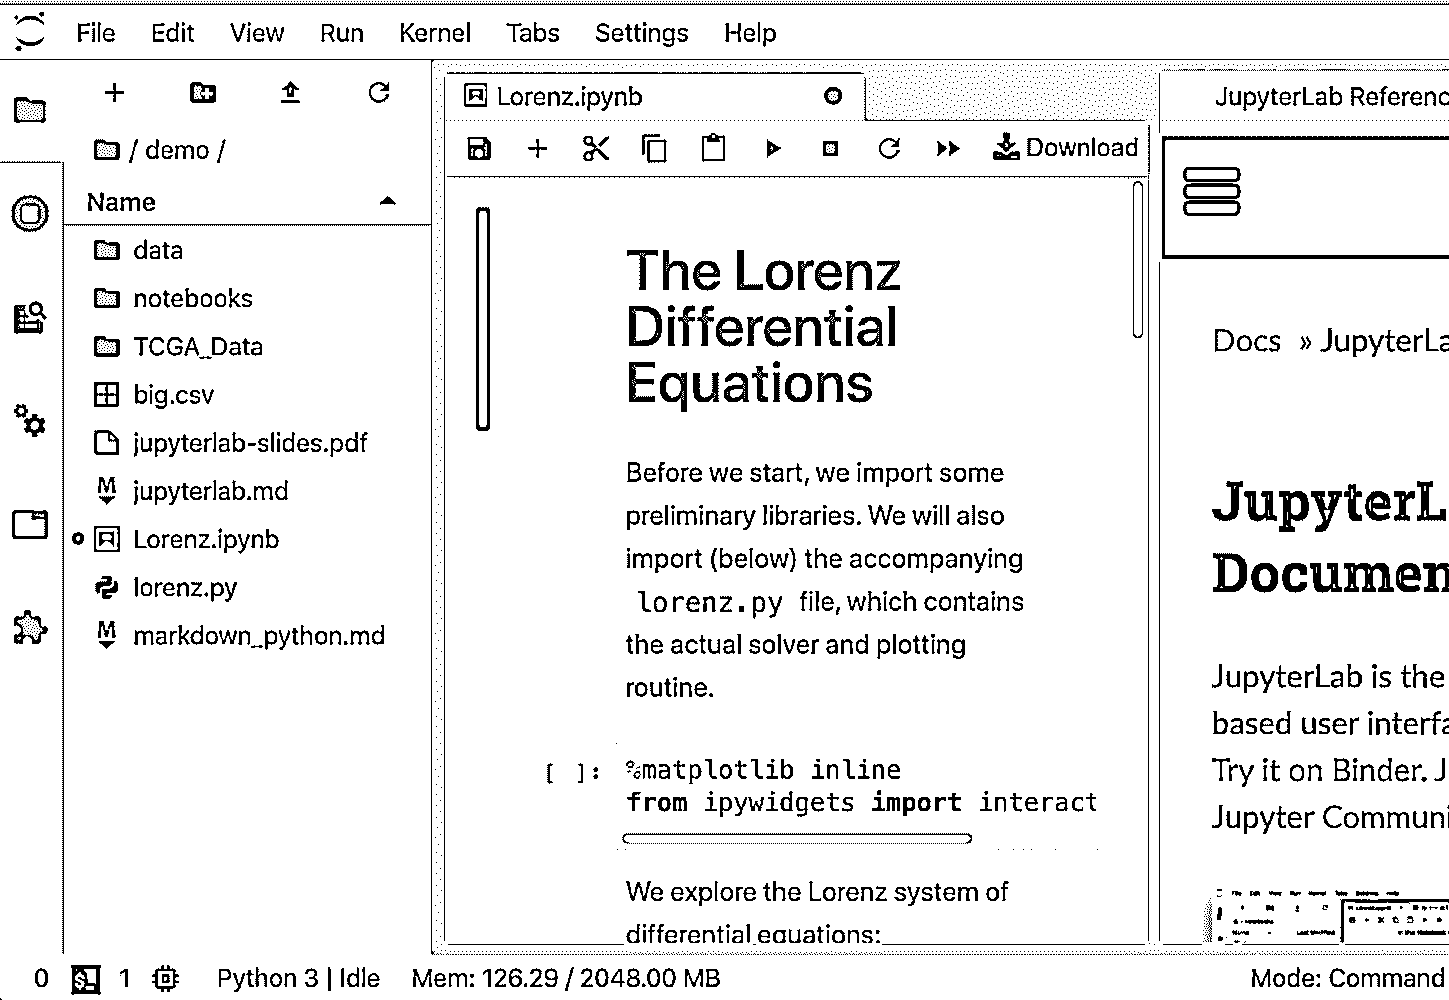 File Edit View Run Kernel Tabs Settings Help
/ demo /
Name
data
notebooks
TCGA_Data
big.csv
jupyterlab-slides.pdf
jupyterlab.md
Lorenz.ipynb
lorenz.py
markdown_python.md
Lorenz.ipynb
Download
The Lorenz
Differential
Equations
Before we start, we import some
preliminary libraries. We will also
import (below) the accompanying
lorenz.py file, which contains
the actual solver and plotting
routine.
[ ]: %matplotlib inline
from ipywidgets import interact
We explore the Lorenz system of
differential equations:
JupyterLab Referenc
Docs » JupyterLa
JupyterL
Documen
JupyterLab is the
based user interfa
Try it on Binder. J
Jupyter Communi
0 1 Python 3 | Idle Mem: 126.29 / 2048.00 MB Mode: Command